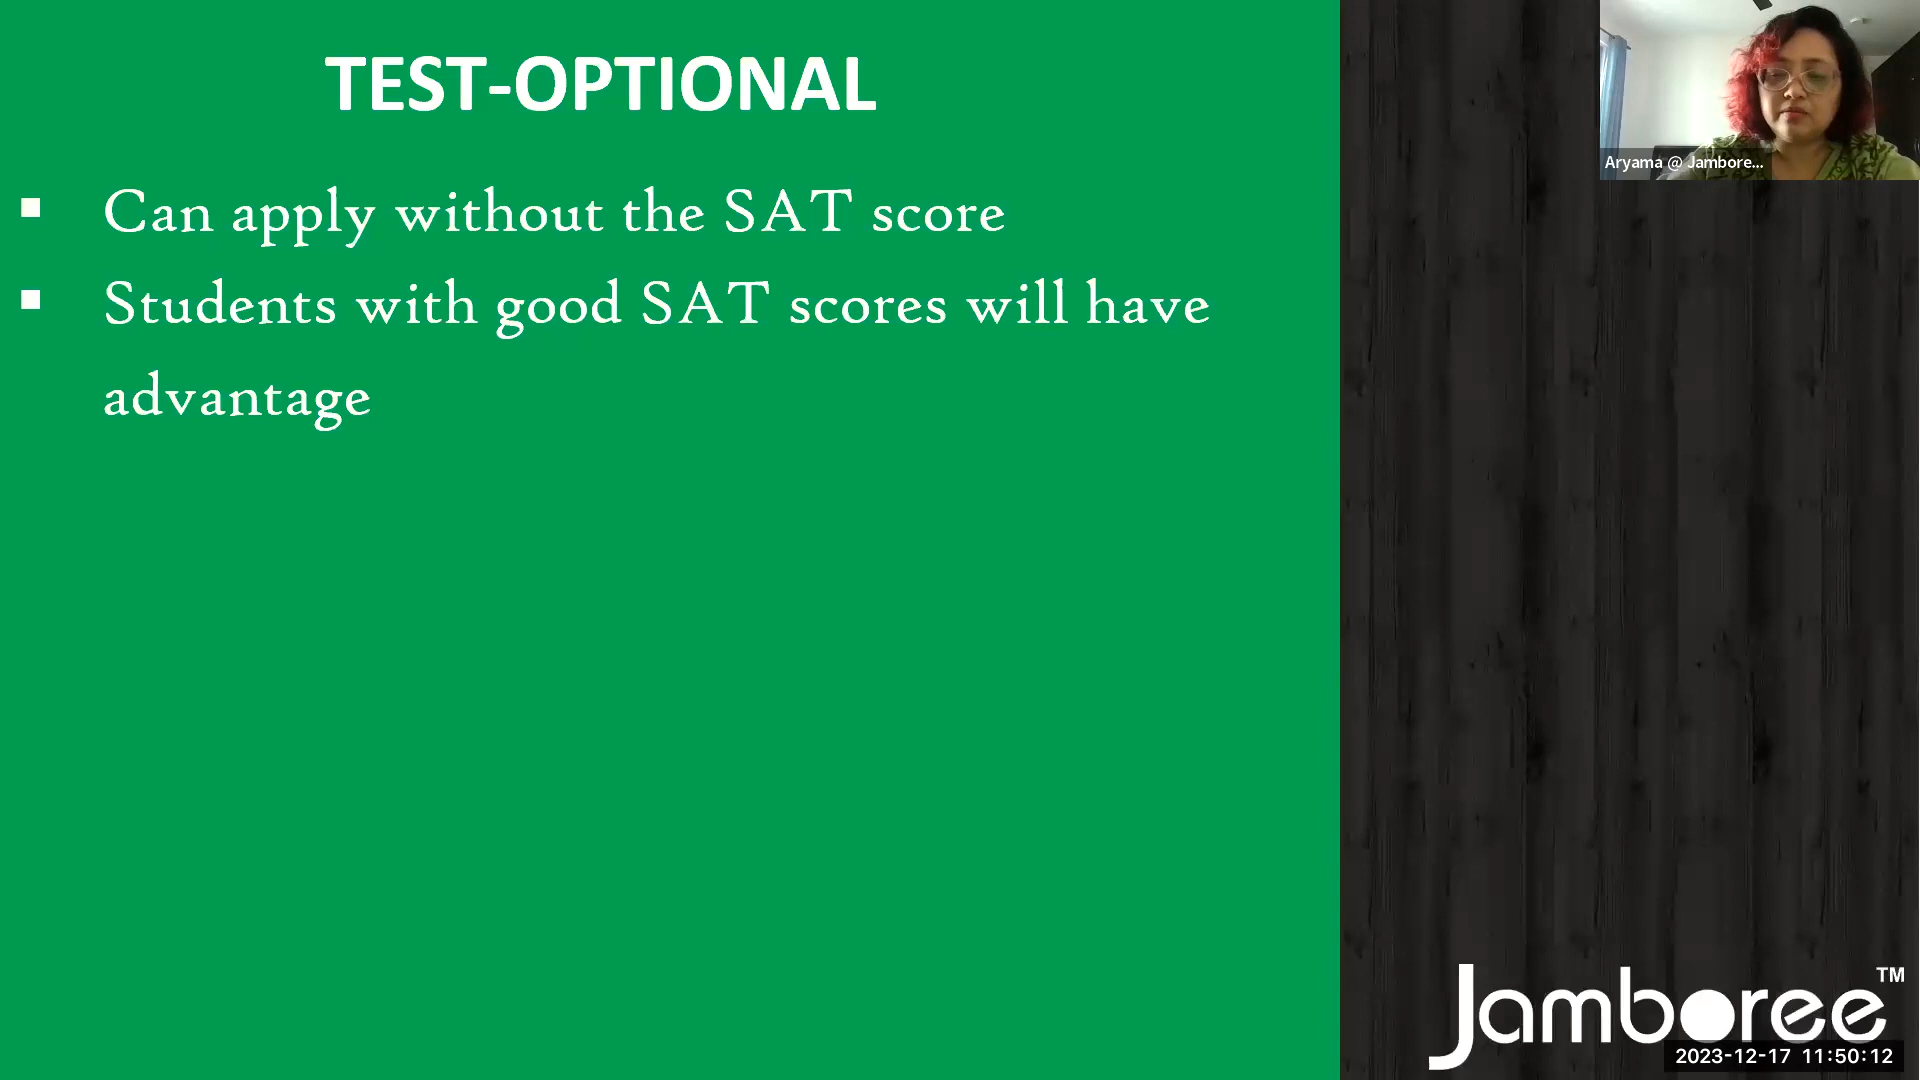 TEST-OPTIONAL
▪ Can apply without the SAT score
▪ Students with good SAT scores will have
advantage
Aryama @ Jambore...
Jamboree™
2023-12-17 11:50:12